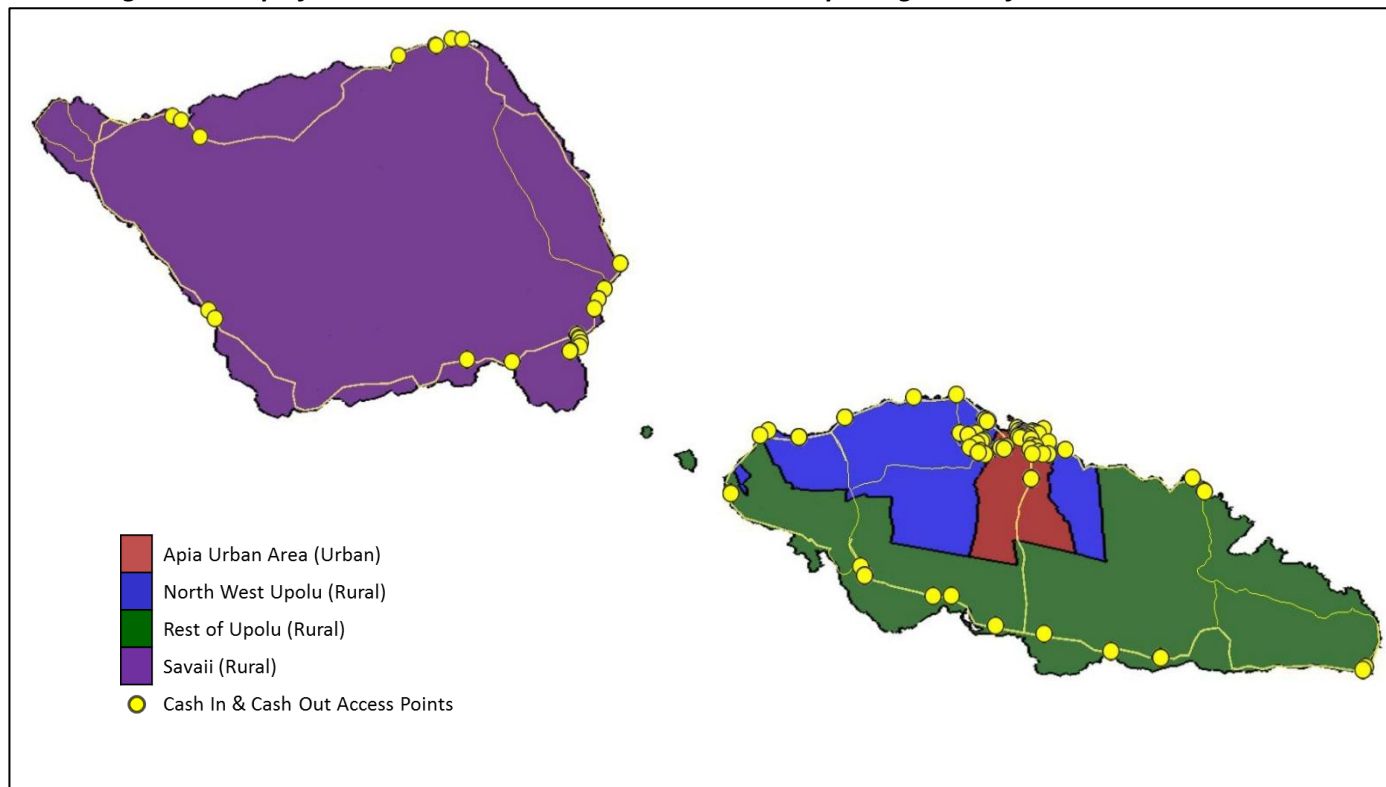 Apia Urban Area (Urban)
North West Upolu (Rural)
Rest of Upolu (Rural)
Savaii (Rural)
Cash In & Cash Out Access Points